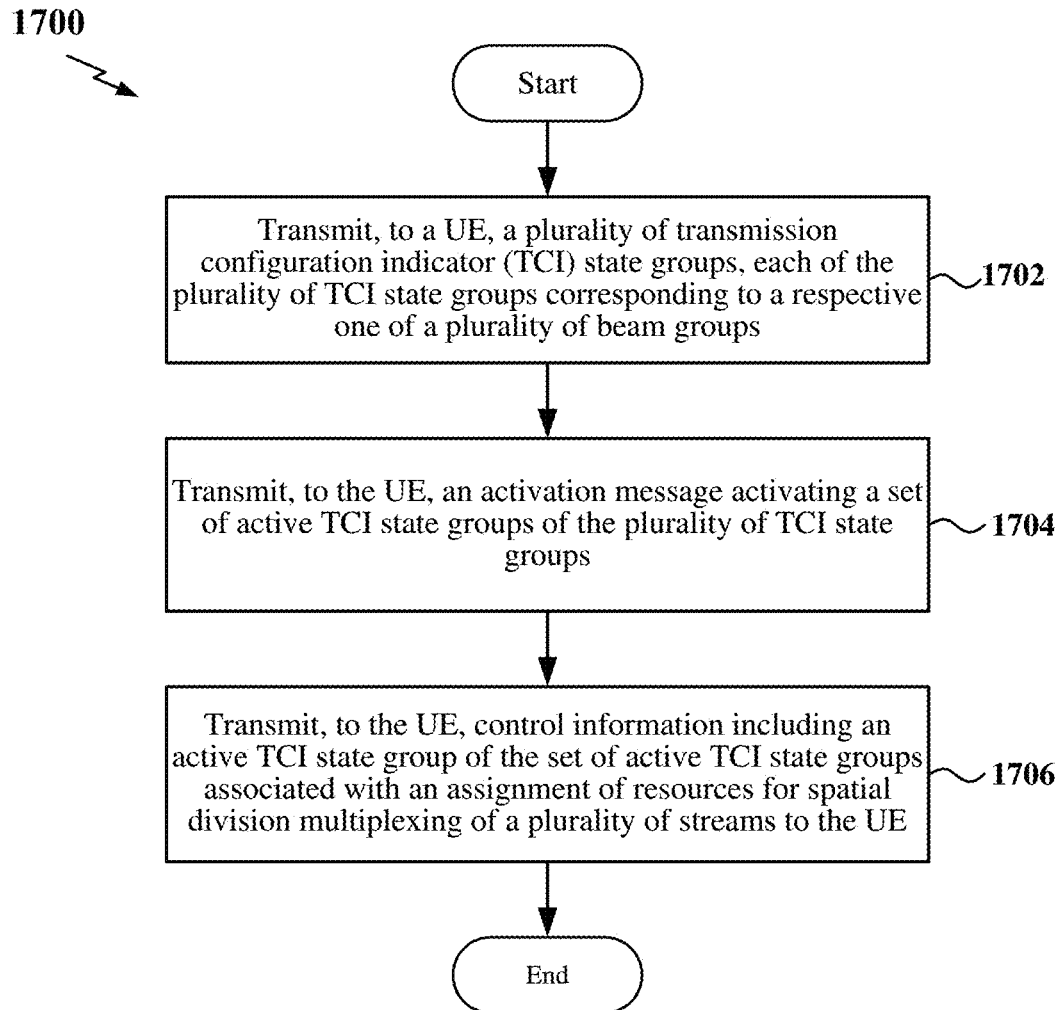 1700
Start
Transmit, to a UE, a plurality of transmission
configuration indicator (TCI) state groups, each of the
plurality of TCI state groups corresponding to a respective
one of a plurality of beam groups
1702
Transmit, to the UE, an activation message activating a set
of active TCI state groups of the plurality of TCI state
groups
1704
Transmit, to the UE, control information including an
active TCI state group of the set of active TCI state groups
associated with an assignment of resources for spatial
division multiplexing of a plurality of streams to the UE
1706
End